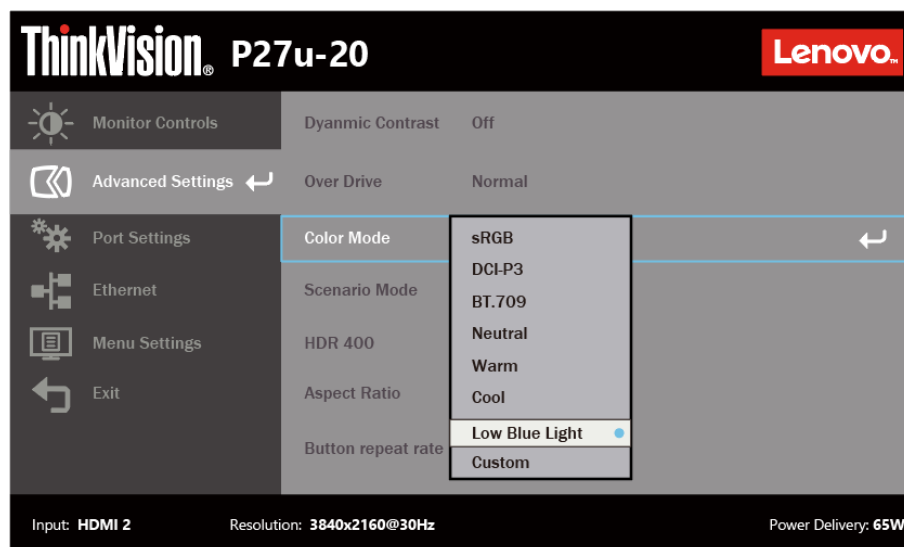 ThinkVision® P27u-20 Lenovo™
Monitor Controls
Dyanmic Contrast Off
Advanced Settings
Over Drive Normal
Port Settings
Color Mode
sRGB
DCI-P3
BT.709
Neutral
Warm
Cool
Low Blue Light
Custom
Ethernet
Scenario Mode
Menu Settings
HDR 400
Exit
Aspect Ratio
Button repeat rate
Input: HDMI 2 Resolution: 3840x2160@30Hz Power Delivery: 65W